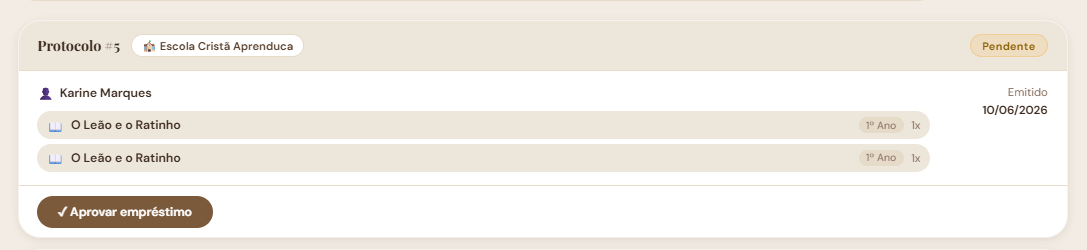 Protocolo #5 Escola Cristã Aprenduca Pendente
Karine Marques Emitido
10/06/2026
O Leão e o Ratinho 1º Ano 1x
O Leão e o Ratinho 1º Ano 1x
✓ Aprovar empréstimo